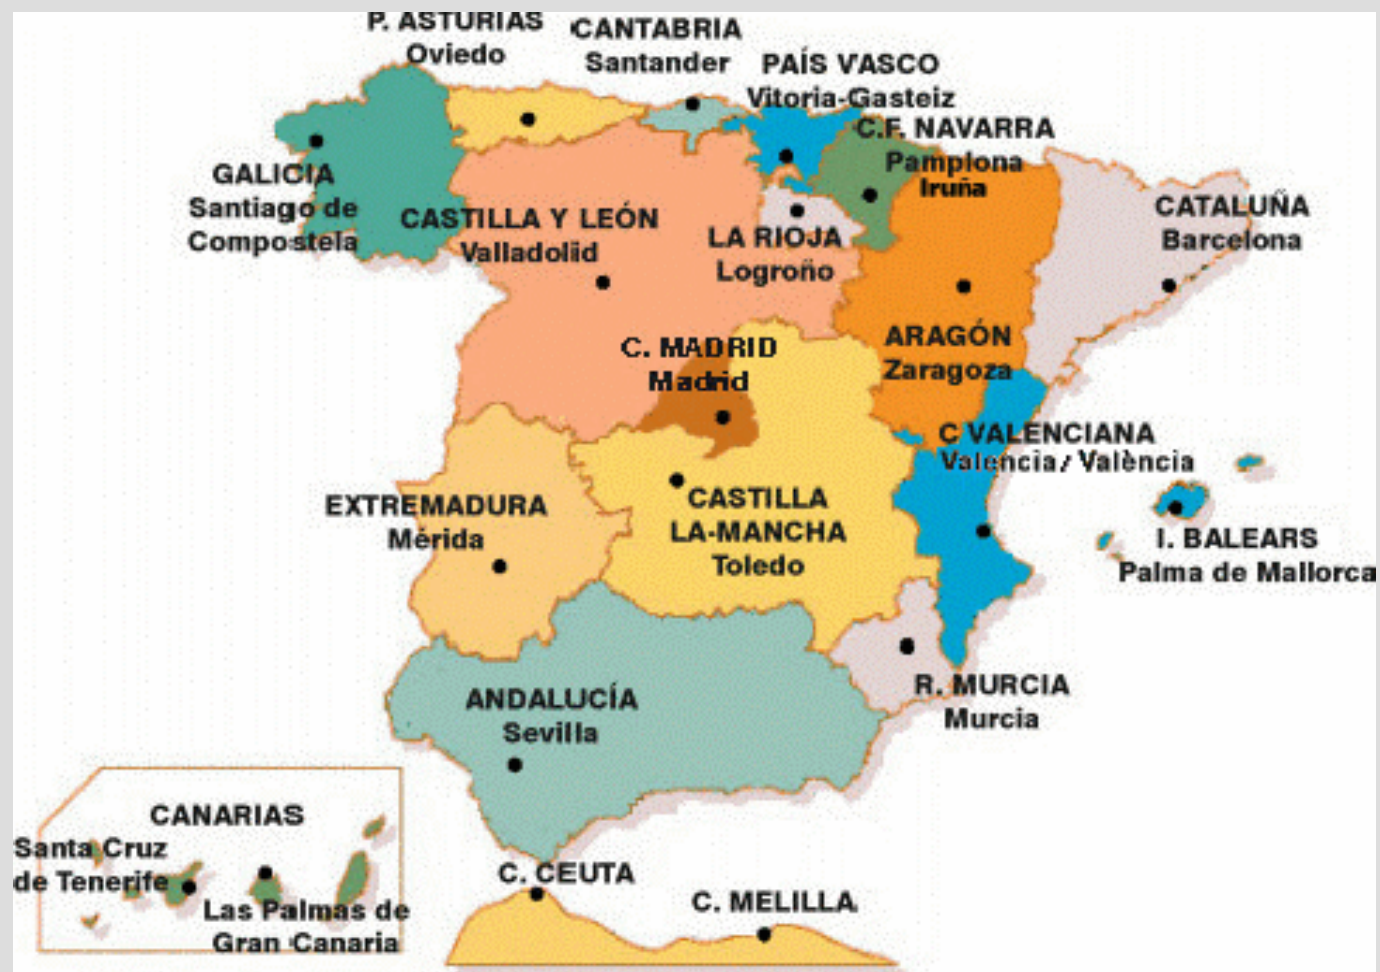 P. ASTURIAS
Oviedo
CANTABRIA
Santander
PAÍS VASCO
Vitoria-Gasteiz
C.F. NAVARRA
Pamplona
Iruña
GALICIA
Santiago de
Compostela
CASTILLA Y LEÓN
Valladolid
LA RIOJA
Logroño
CATALUÑA
Barcelona
ARAGÓN
Zaragoza
C. MADRID
Madrid
C VALENCIANA
Valencia/València
EXTREMADURA
Mérida
CASTILLA
LA-MANCHA
Toledo
I. BALEARS
Palma de Mallorca
R. MURCIA
Murcia
ANDALUCÍA
Sevilla
CANARIAS
Santa Cruz
de Tenerife
Las Palmas de
Gran Canaria
C. CEUTA
C. MELILLA